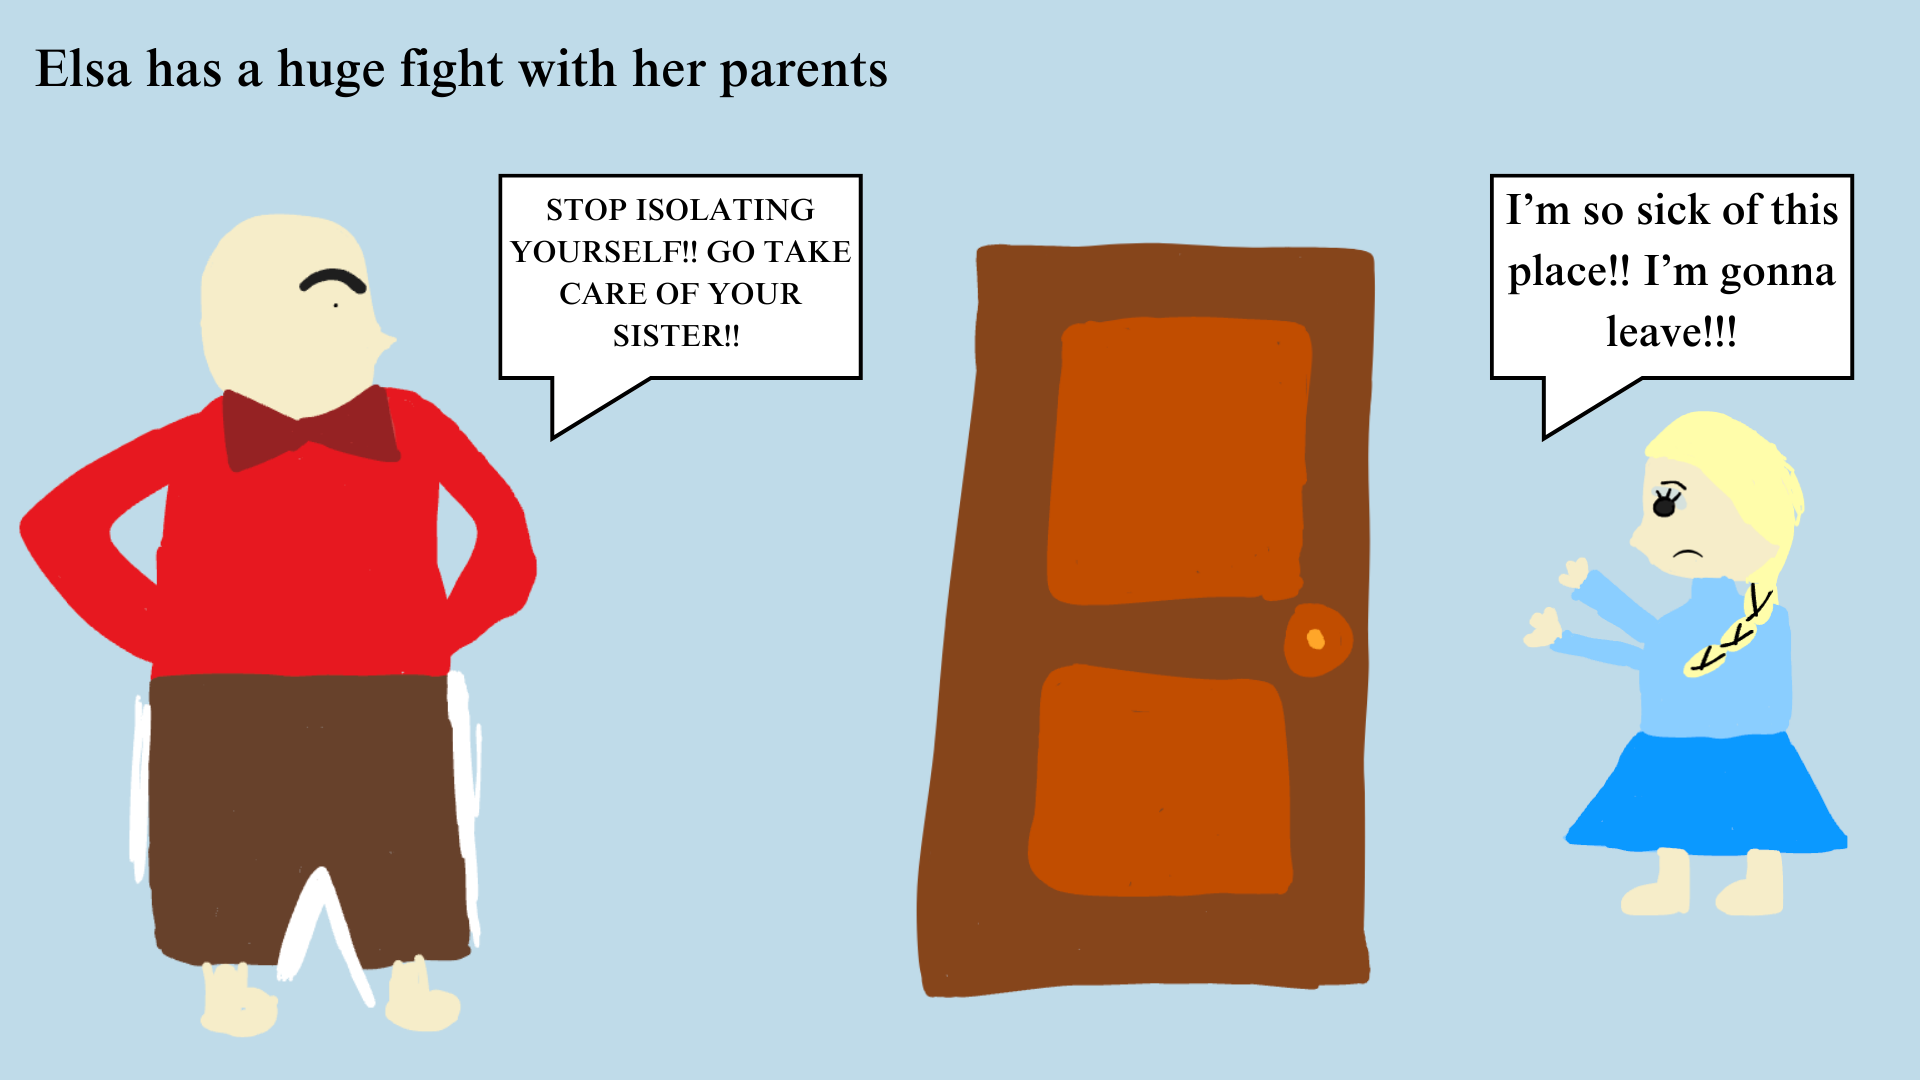 Elsa has a huge fight with her parents
STOP ISOLATING
YOURSELF!! GO TAKE
CARE OF YOUR
SISTER!!
I’m so sick of this
place!! I’m gonna
leave!!!